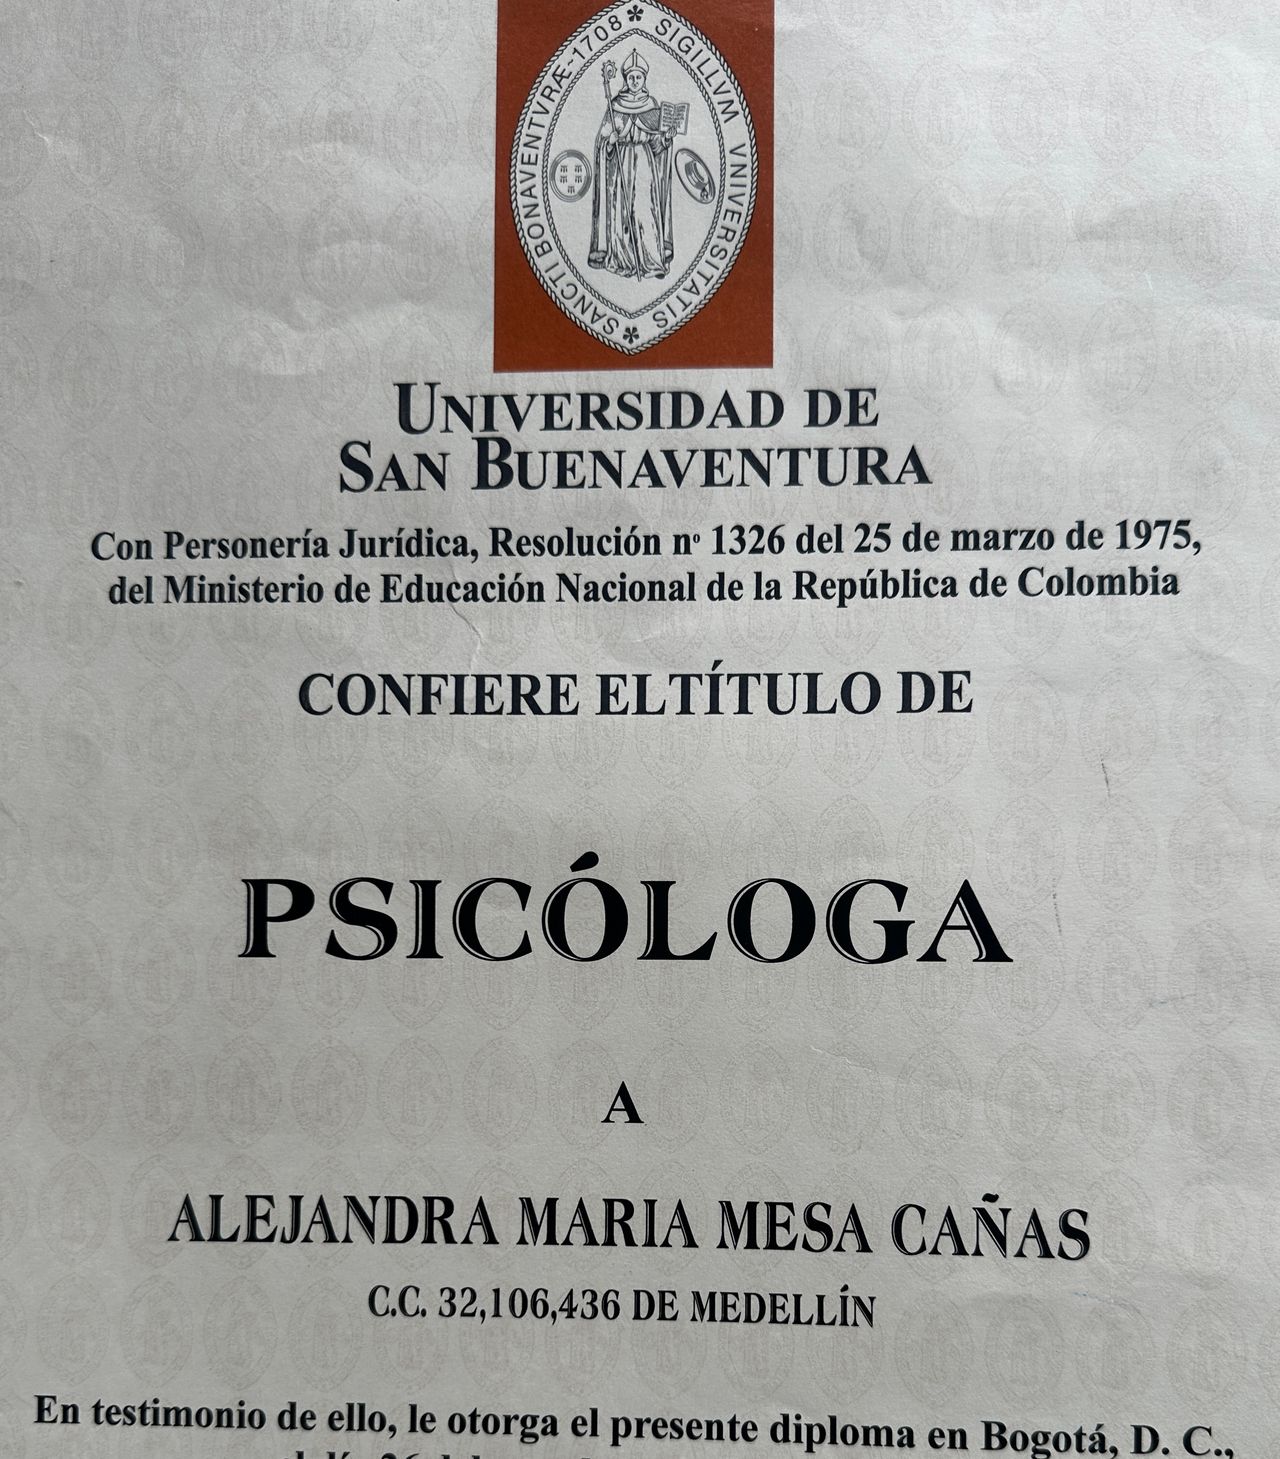 SANCTI BONAVENTVRÆ-1708 * SIGILLVM VNIVERSITATIS *
UNIVERSIDAD DE
SAN BUENAVENTURA
Con Personería Jurídica, Resolución nº 1326 del 25 de marzo de 1975,
del Ministerio de Educación Nacional de la República de Colombia
CONFIERE EL TÍTULO DE
PSICÓLOGA
A
ALEJANDRA MARIA MESA CAÑAS
C.C. 32,106,436 DE MEDELLÍN
En testimonio de ello, le otorga el presente diploma en Bogotá, D. C.,